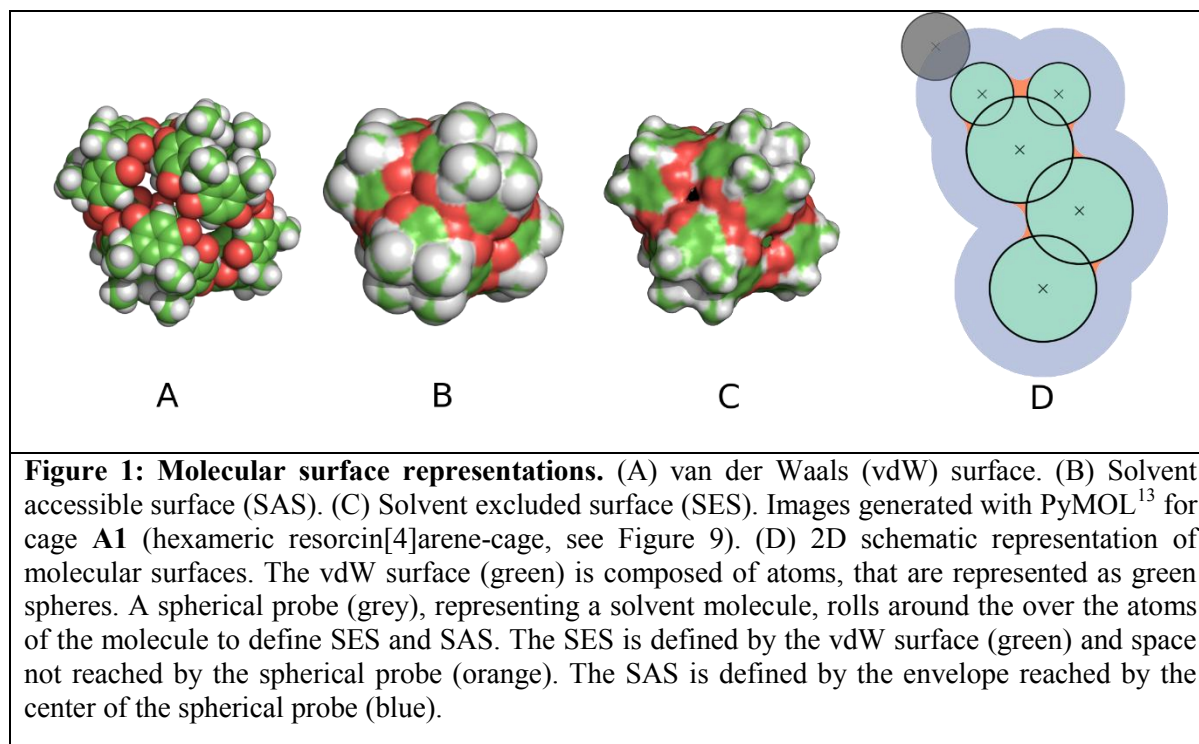 A
B
C
D
Figure 1: Molecular surface representations. (A) van der Waals (vdW) surface. (B) Solvent
accessible surface (SAS). (C) Solvent excluded surface (SES). Images generated with PyMOL13 for
cage A1 (hexameric resorcin[4]arene-cage, see Figure 9). (D) 2D schematic representation of
molecular surfaces. The vdW surface (green) is composed of atoms, that are represented as green
spheres. A spherical probe (grey), representing a solvent molecule, rolls around the over the atoms
of the molecule to define SES and SAS. The SES is defined by the vdW surface (green) and space
not reached by the spherical probe (orange). The SAS is defined by the envelope reached by the
center of the spherical probe (blue).